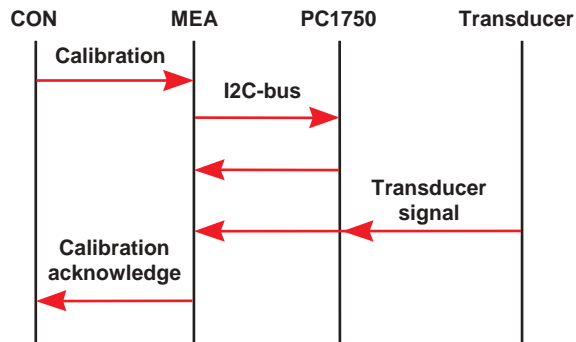 CON MEA PC1750 Transducer
Calibration
I2C-bus
Transducer
signal
Calibration
acknowledge